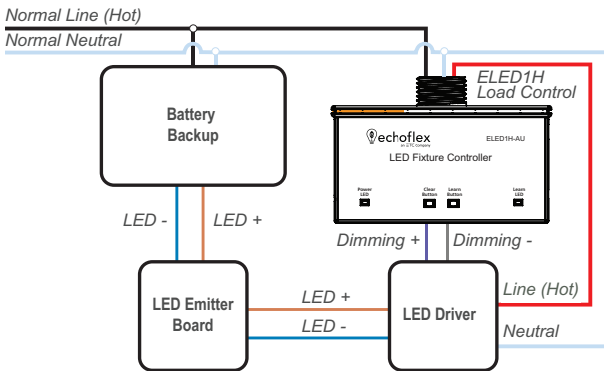 Normal Line (Hot)
Normal Neutral
ELED1H
Load Control
Battery
Backup
echoflex
an ETC company
ELED1H-AU
LED Fixture Controller
Power
LED
Clear
Button
Learn
Button
Learn
LED
LED -
LED +
Dimming +
Dimming -
LED Emitter
Board
LED +
LED -
LED Driver
Line (Hot)
Neutral